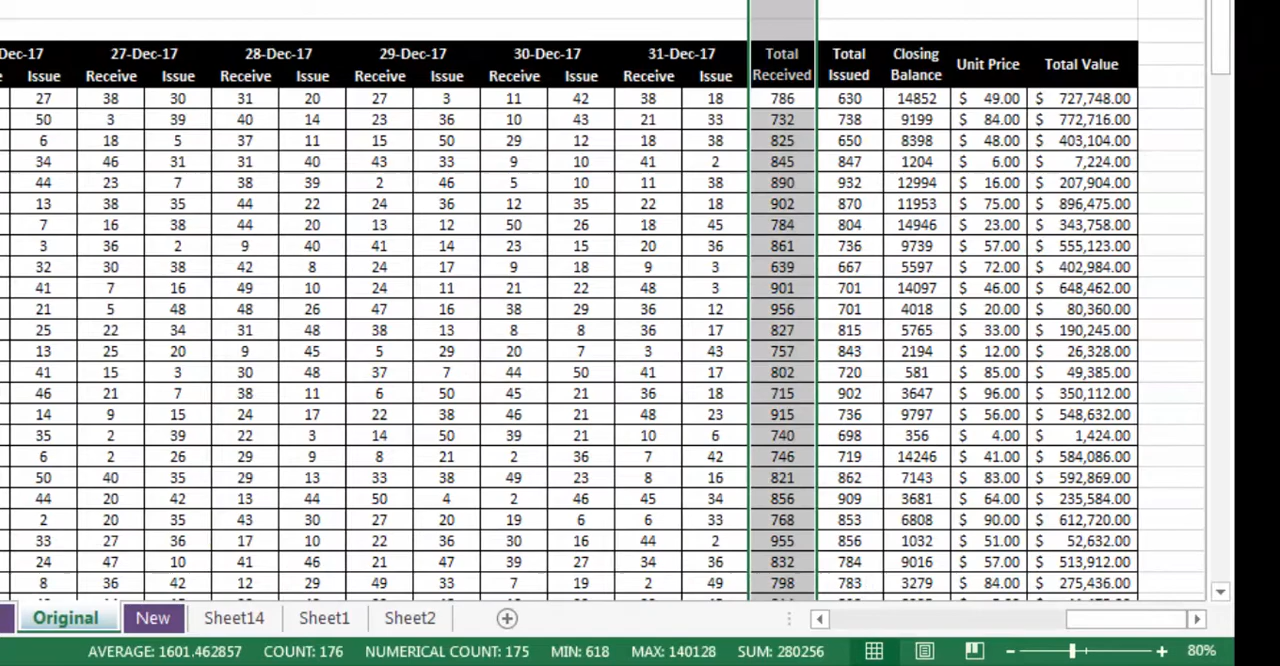 Dec-17 27-Dec-17 28-Dec-17 29-Dec-17 30-Dec-17 31-Dec-17 Total Received Total Issued Closing Balance Unit Price Total Value
Issue Receive Issue Receive Issue Receive Issue Receive Issue Receive Issue
27 38 30 31 20 27 3 11 42 38 18 786 630 14852 $ 49.00 $ 727,748.00
50 3 39 40 14 23 36 10 43 21 33 732 738 9199 $ 84.00 $ 772,716.00
6 18 5 37 11 15 50 29 12 18 38 825 650 8398 $ 48.00 $ 403,104.00
34 46 31 31 40 43 33 9 10 41 2 845 847 1204 $ 6.00 $ 7,224.00
44 23 7 38 39 2 46 5 10 11 38 890 932 12994 $ 16.00 $ 207,904.00
13 38 35 44 22 24 36 12 35 22 18 902 870 11953 $ 75.00 $ 896,475.00
7 16 38 44 20 13 12 50 26 18 45 784 804 14946 $ 23.00 $ 343,758.00
3 36 2 9 40 41 14 23 15 20 36 861 736 9739 $ 57.00 $ 555,123.00
32 30 38 42 8 24 17 9 18 9 3 639 667 5597 $ 72.00 $ 402,984.00
41 7 16 49 10 24 11 21 22 48 3 901 701 14097 $ 46.00 $ 648,462.00
21 5 48 48 26 47 16 38 29 36 12 956 701 4018 $ 20.00 $ 80,360.00
25 22 34 31 48 38 13 8 8 36 17 827 815 5765 $ 33.00 $ 190,245.00
13 25 20 9 45 5 29 20 7 3 43 757 843 2194 $ 12.00 $ 26,328.00
41 15 3 30 48 37 7 44 50 41 17 802 720 581 $ 85.00 $ 49,385.00
46 21 7 38 11 6 50 45 21 36 18 715 902 3647 $ 96.00 $ 350,112.00
14 9 15 24 17 22 38 46 21 48 23 915 736 9797 $ 56.00 $ 548,632.00
35 2 39 22 3 14 50 39 21 10 6 740 698 356 $ 4.00 $ 1,424.00
6 2 26 29 9 8 21 2 36 7 42 746 719 14246 $ 41.00 $ 584,086.00
50 40 35 29 13 33 38 49 23 8 16 821 862 7143 $ 83.00 $ 592,869.00
44 20 42 13 44 50 4 2 46 45 34 856 909 3681 $ 64.00 $ 235,584.00
2 20 35 43 30 27 20 19 6 6 33 768 853 6808 $ 90.00 $ 612,720.00
33 27 36 17 10 22 36 30 16 44 2 955 856 1032 $ 51.00 $ 52,632.00
24 47 10 41 46 21 47 39 27 34 36 832 784 9016 $ 57.00 $ 513,912.00
8 36 42 12 29 49 33 7 19 2 49 798 783 3279 $ 84.00 $ 275,436.00
Original New Sheet14 Sheet1 Sheet2
AVERAGE: 1601.462857 COUNT: 176 NUMERICAL COUNT: 175 MIN: 618 MAX: 140128 SUM: 280256 80%